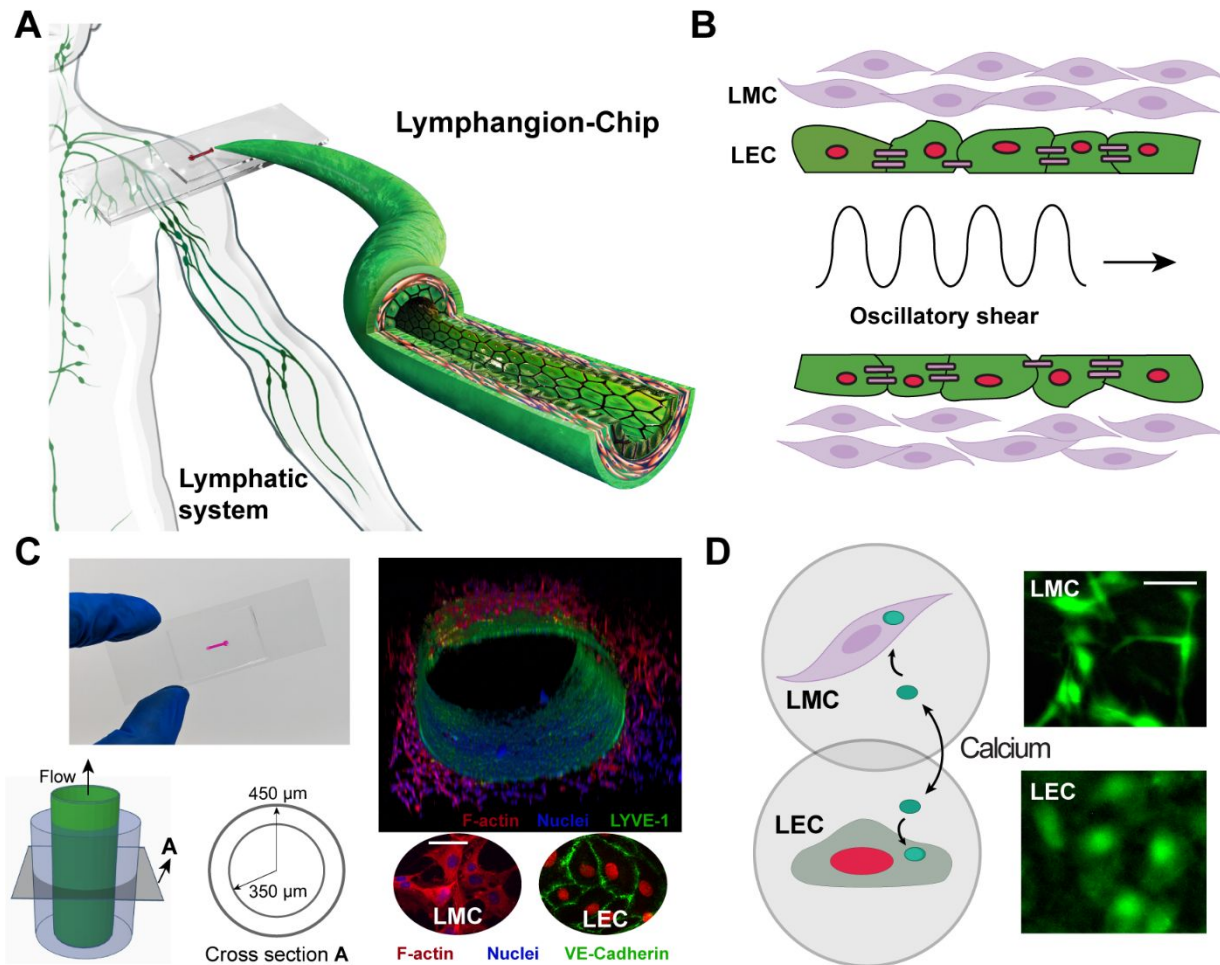 A
Lymphangion-Chip
Lymphatic
system
B
LMC
LEC
Oscillatory shear
C
Flow
A
450 µm
350 µm
Cross section A
F-actin Nuclei LYVE-1
LMC
LEC
F-actin Nuclei VE-Cadherin
D
LMC
Calcium
LEC
LMC
LEC